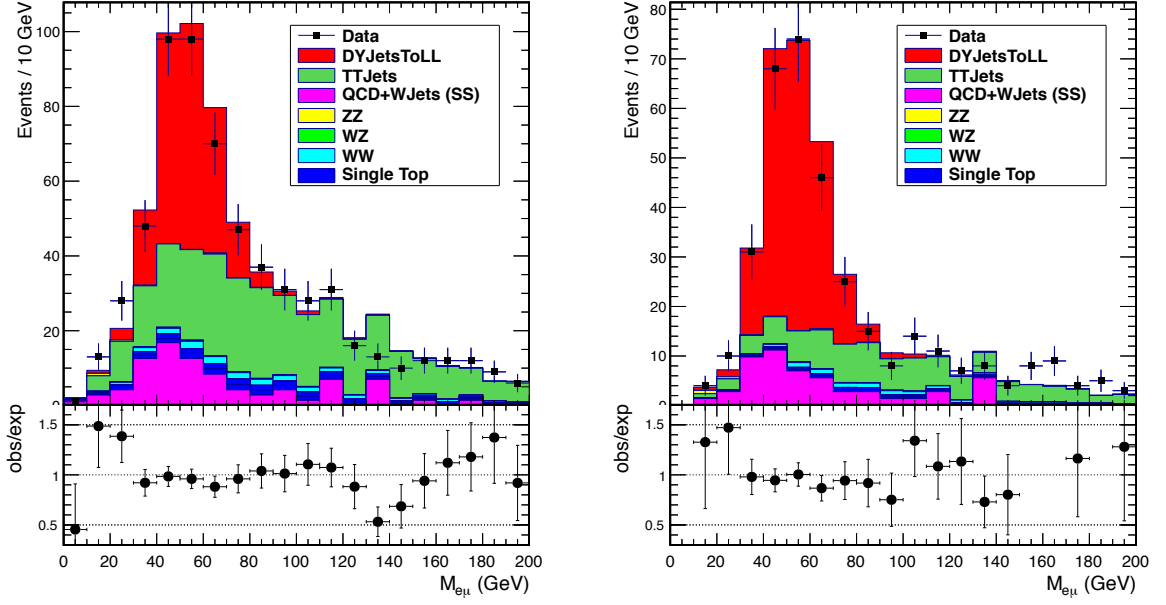 Events / 10 GeV
100
80
60
40
20
0
Data
DYJetsToLL
TTJets
QCD+WJets (SS)
ZZ
WZ
WW
Single Top
obs/exp
1.5
1
0.5
0 20 40 60 80 100 120 140 160 180 200
M eμ (GeV)
Events / 10 GeV
80
70
60
50
40
30
20
10
0
Data
DYJetsToLL
TTJets
QCD+WJets (SS)
ZZ
WZ
WW
Single Top
obs/exp
1.5
1
0.5
0 20 40 60 80 100 120 140 160 180 200
M eμ (GeV)